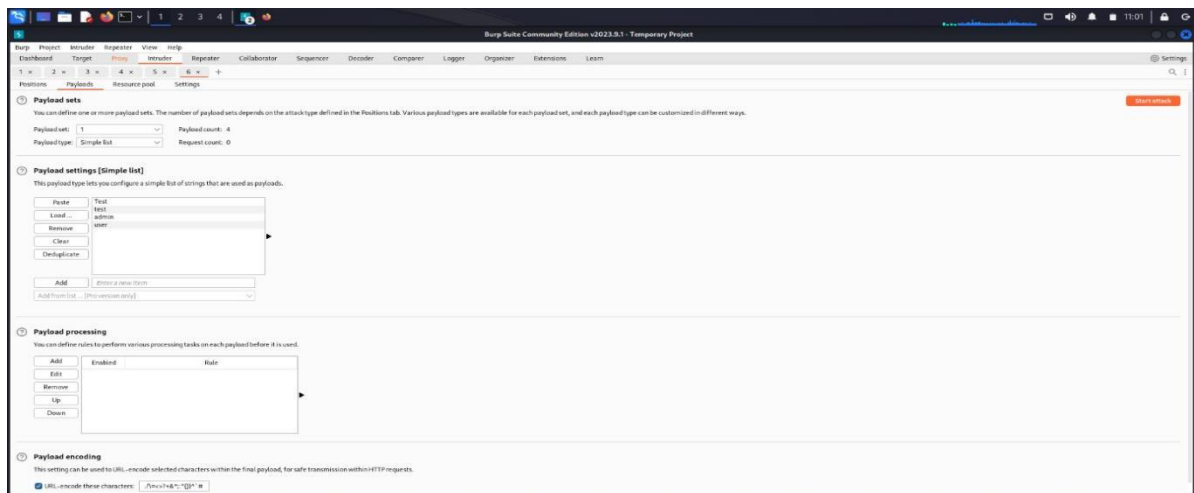 1 2 3 4 11:01
Burp Suite Community Edition v2023.9.1 - Temporary Project
Burp Project Intruder Repeater View Help
Dashboard Target Proxy Intruder Repeater Collaborator Sequencer Decoder Comparer Logger Organizer Extensions Learn Settings
1 × 2 × 3 × 4 × 5 × 6 × +
Positions Payloads Resource pool Settings
Payload sets Start attack
You can define one or more payload sets. The number of payload sets depends on the attack type defined in the Positions tab. Various payload types are available for each payload set, and each payload type can be customized in different ways.
Payload set: 1 Payload count: 4
Payload type: Simple list Request count: 0
Payload settings [Simple list]
This payload type lets you configure a simple list of strings that are used as payloads.
Paste Test
test
Load ... admin
Remove user
Clear
Deduplicate
Add Enter a new item
Add from list ... [Pro version only]
Payload processing
You can define rules to perform various processing tasks on each payload before it is used.
Add Enabled Rule
Edit
Remove
Up
Down
Payload encoding
This setting can be used to URL-encode selected characters within the final payload, for safe transmission within HTTP requests.
URL-encode these characters: